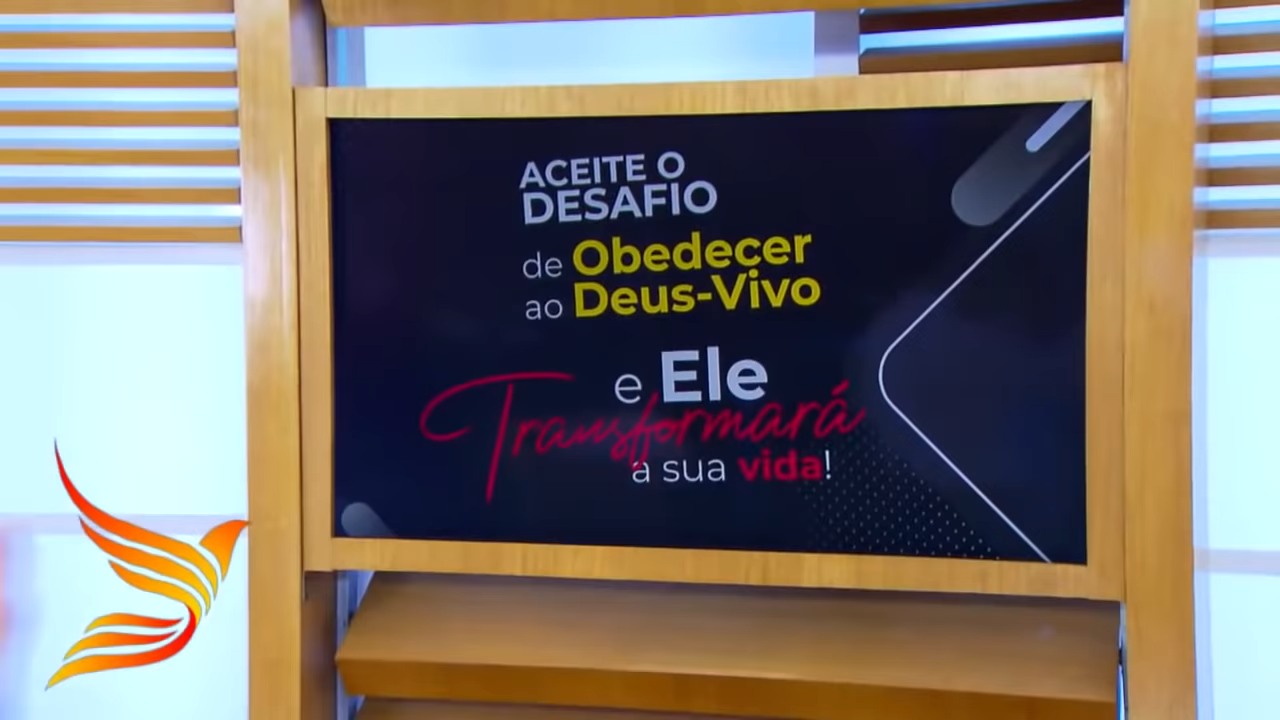 ACEITE O
DESAFIO
de Obedecer
ao Deus-Vivo
e Ele
Transformará
a sua vida!